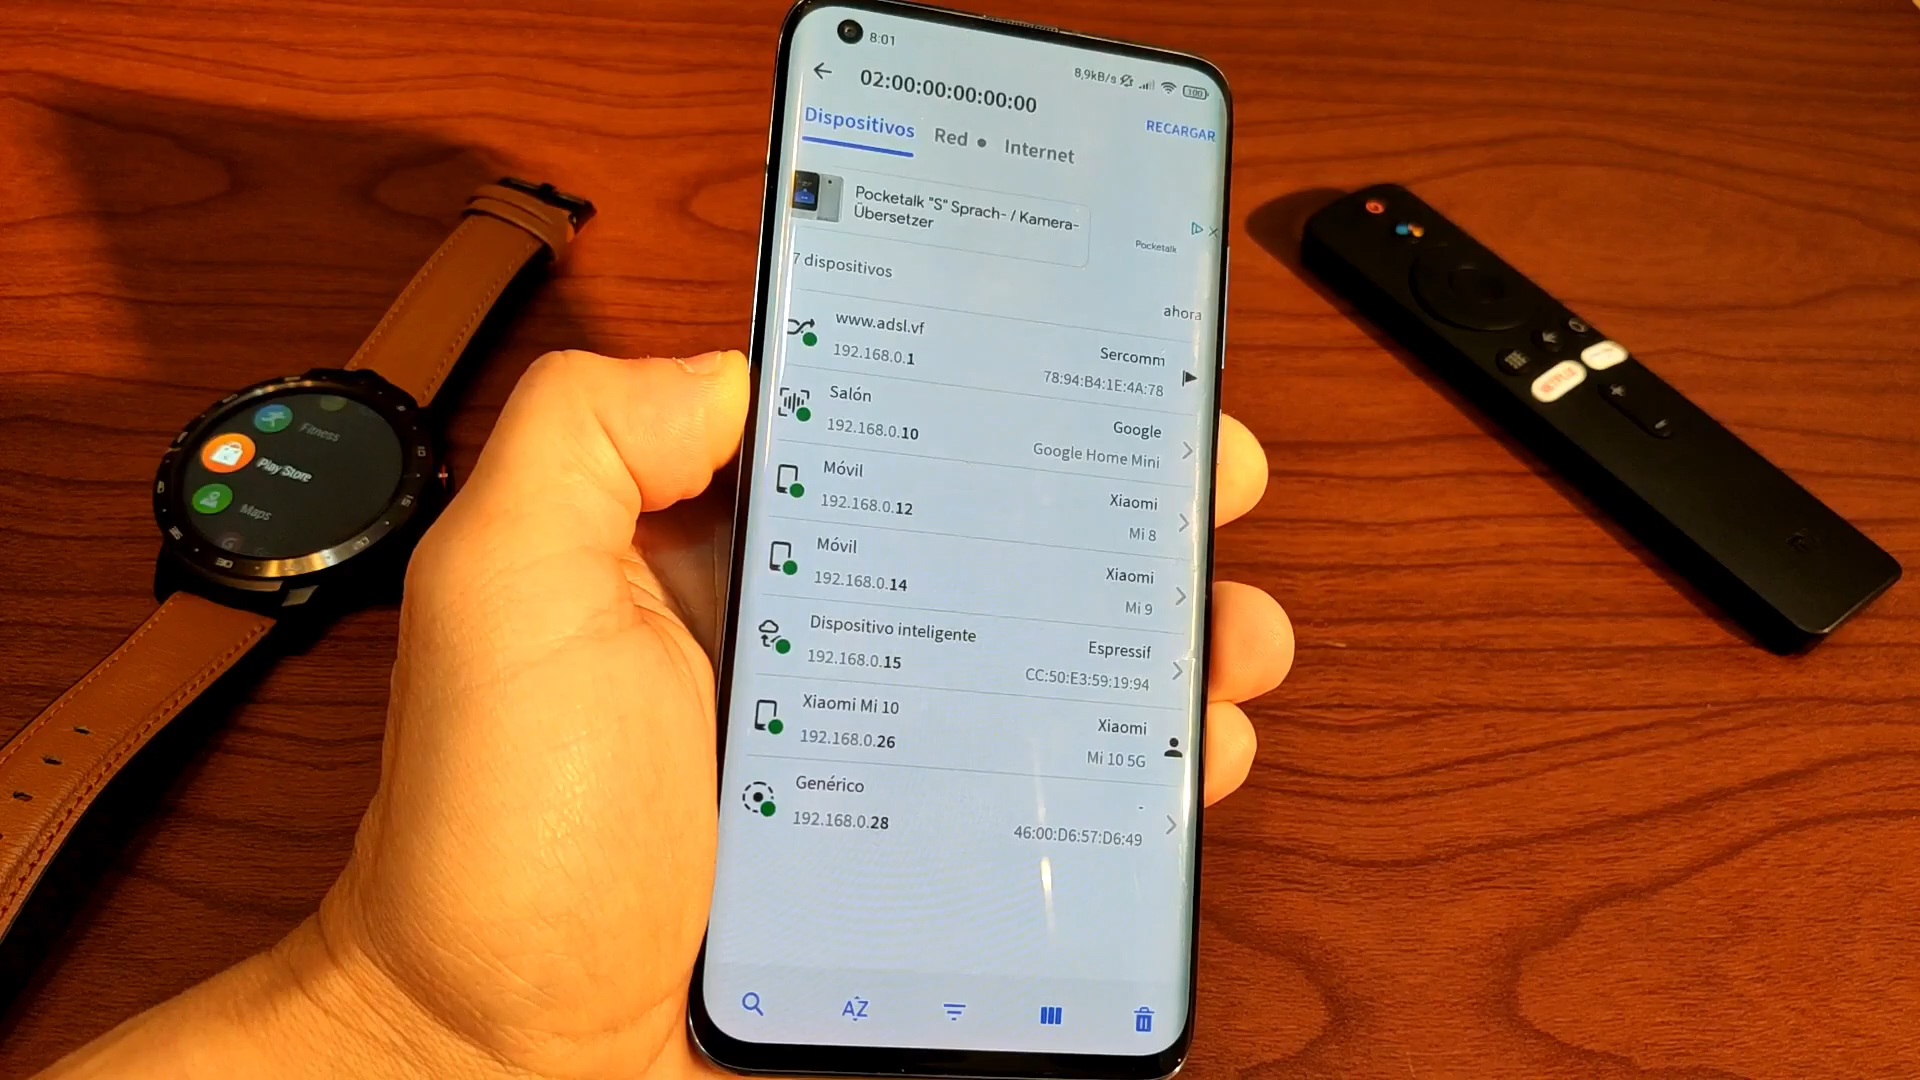 8:01
8,9kB/s
100
02:00:00:00:00:00
RECARGAR
Dispositivos
Red
Internet
Pocketalk "S" Sprach- / Kamera-
Übersetzer
Pocketalk
7 dispositivos
ahora
www.adsl.vf
Sercomm
192.168.0.1
78:94:B4:1E:4A:78
Salón
Google
192.168.0.10
Google Home Mini
Móvil
Xiaomi
192.168.0.12
Mi 8
Móvil
Xiaomi
192.168.0.14
Mi 9
Dispositivo inteligente
Espressif
192.168.0.15
CC:50:E3:59:19:94
Xiaomi Mi 10
Xiaomi
192.168.0.26
Mi 10 5G
Genérico
-
192.168.0.28
46:00:D6:57:D6:49
AZ
Fitness
Play Store
Maps
NETFLIX